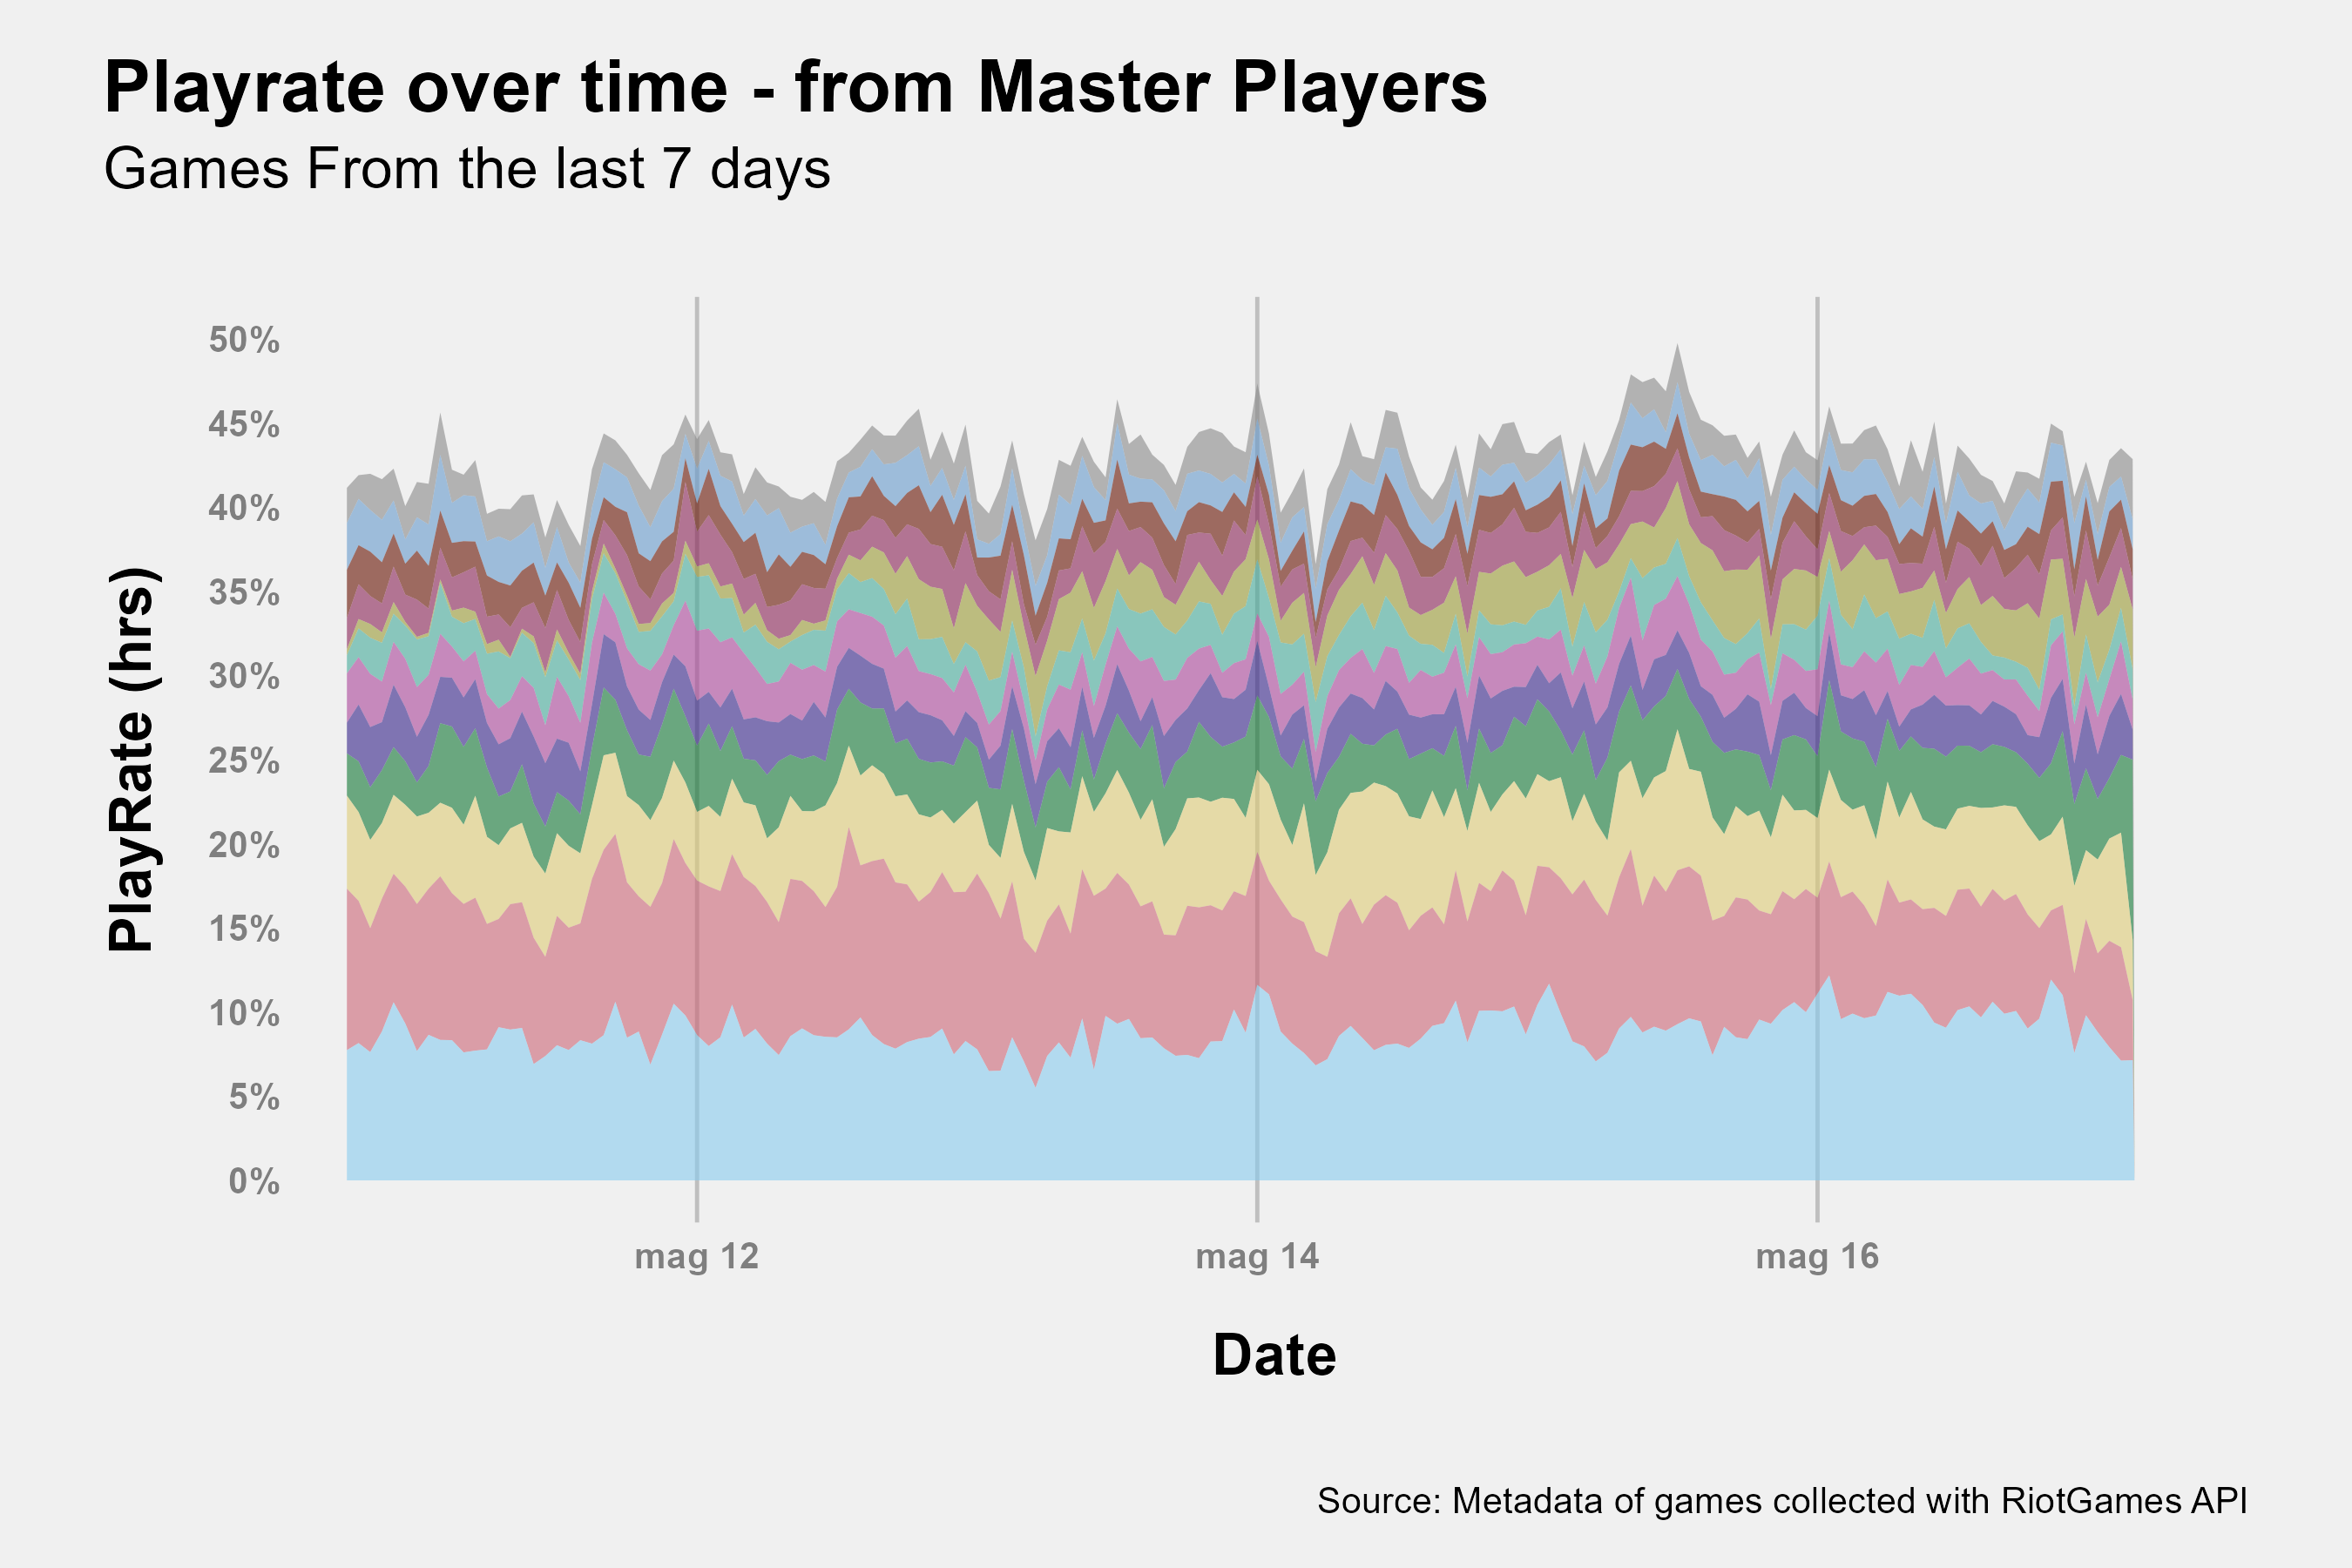 Playrate over time - from Master Players
Games From the last 7 days
PlayRate (hrs)
50%
45%
40%
35%
30%
25%
20%
15%
10%
5%
0%
mag 12
mag 14
mag 16
Date
Source: Metadata of games collected with RiotGames API